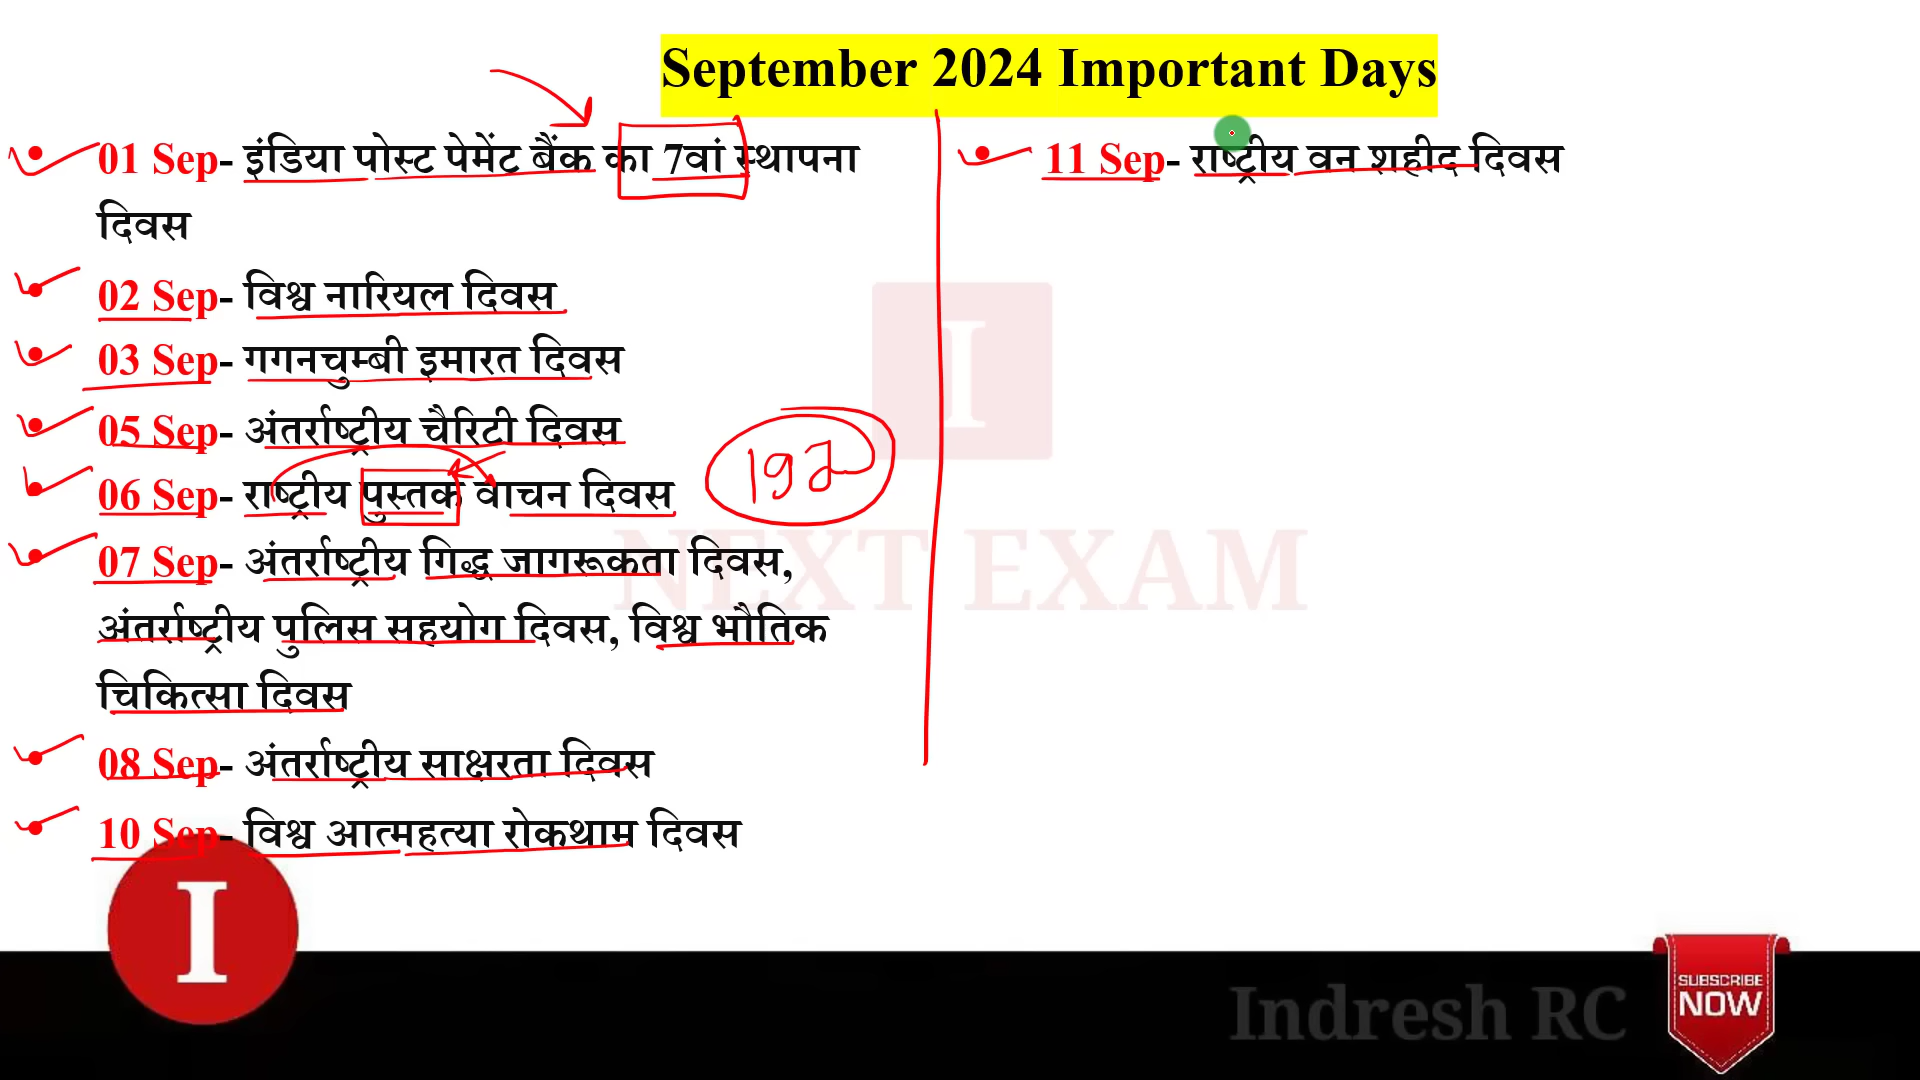 September 2024 Important Days
01 Sep- इंडिया पोस्ट पेमेंट बैंक का 7वां स्थापना
दिवस
02 Sep- विश्व नारियल दिवस
03 Sep- गगनचुम्बी इमारत दिवस
05 Sep- अंतर्राष्ट्रीय चैरिटी दिवस
06 Sep- राष्ट्रीय पुस्तक वाचन दिवस
07 Sep- अंतर्राष्ट्रीय गिद्ध जागरूकता दिवस,
अंतर्राष्ट्रीय पुलिस सहयोग दिवस, विश्व भौतिक
चिकित्सा दिवस
08 Sep- अंतर्राष्ट्रीय साक्षरता दिवस
10 Sep- विश्व आत्महत्या रोकथाम दिवस
192
11 Sep- राष्ट्रीय वन शहीद दिवस
I
NEXT EXAM
I
Indresh RC
SUBSCRIBE
NOW